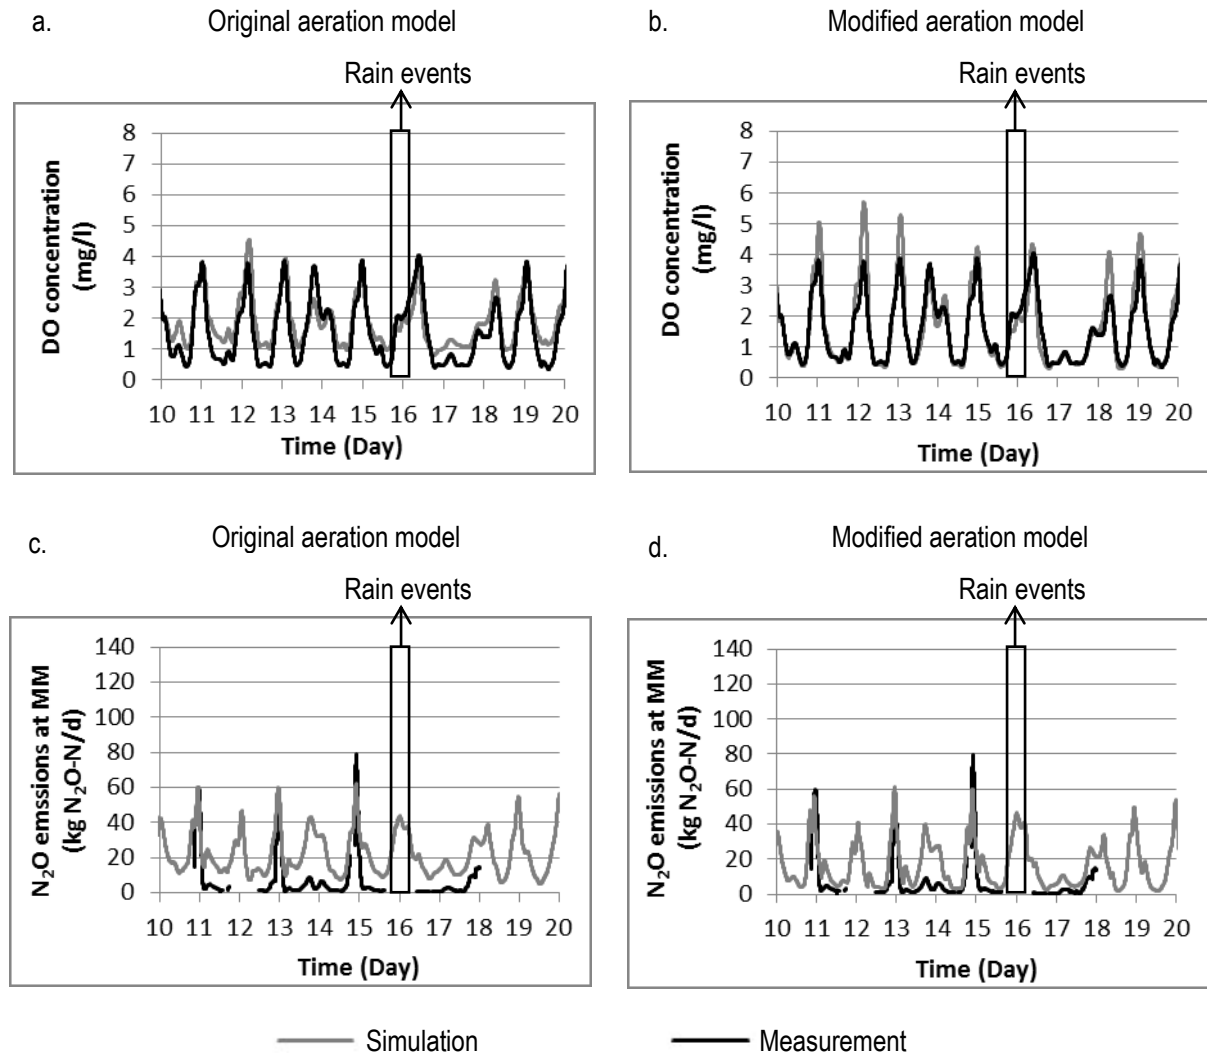 a. Original aeration model
Rain events
DO concentration
(mg/l)
8
7
6
5
4
3
2
1
0
10 11 12 13 14 15 16 17 18 19 20
Time (Day)
b. Modified aeration model
Rain events
DO concentration
(mg/l)
8
7
6
5
4
3
2
1
0
10 11 12 13 14 15 16 17 18 19 20
Time (Day)
c. Original aeration model
Rain events
N₂O emssions at MM
(kg N₂O-N/d)
140
120
100
80
60
40
20
0
10 11 12 13 14 15 16 17 18 19 20
Time (Day)
d. Modified aeration model
Rain events
N₂O emissions at MM
(kg N₂O-N/d)
140
120
100
80
60
40
20
0
10 11 12 13 14 15 16 17 18 19 20
Time (Day)
Simulation Measurement